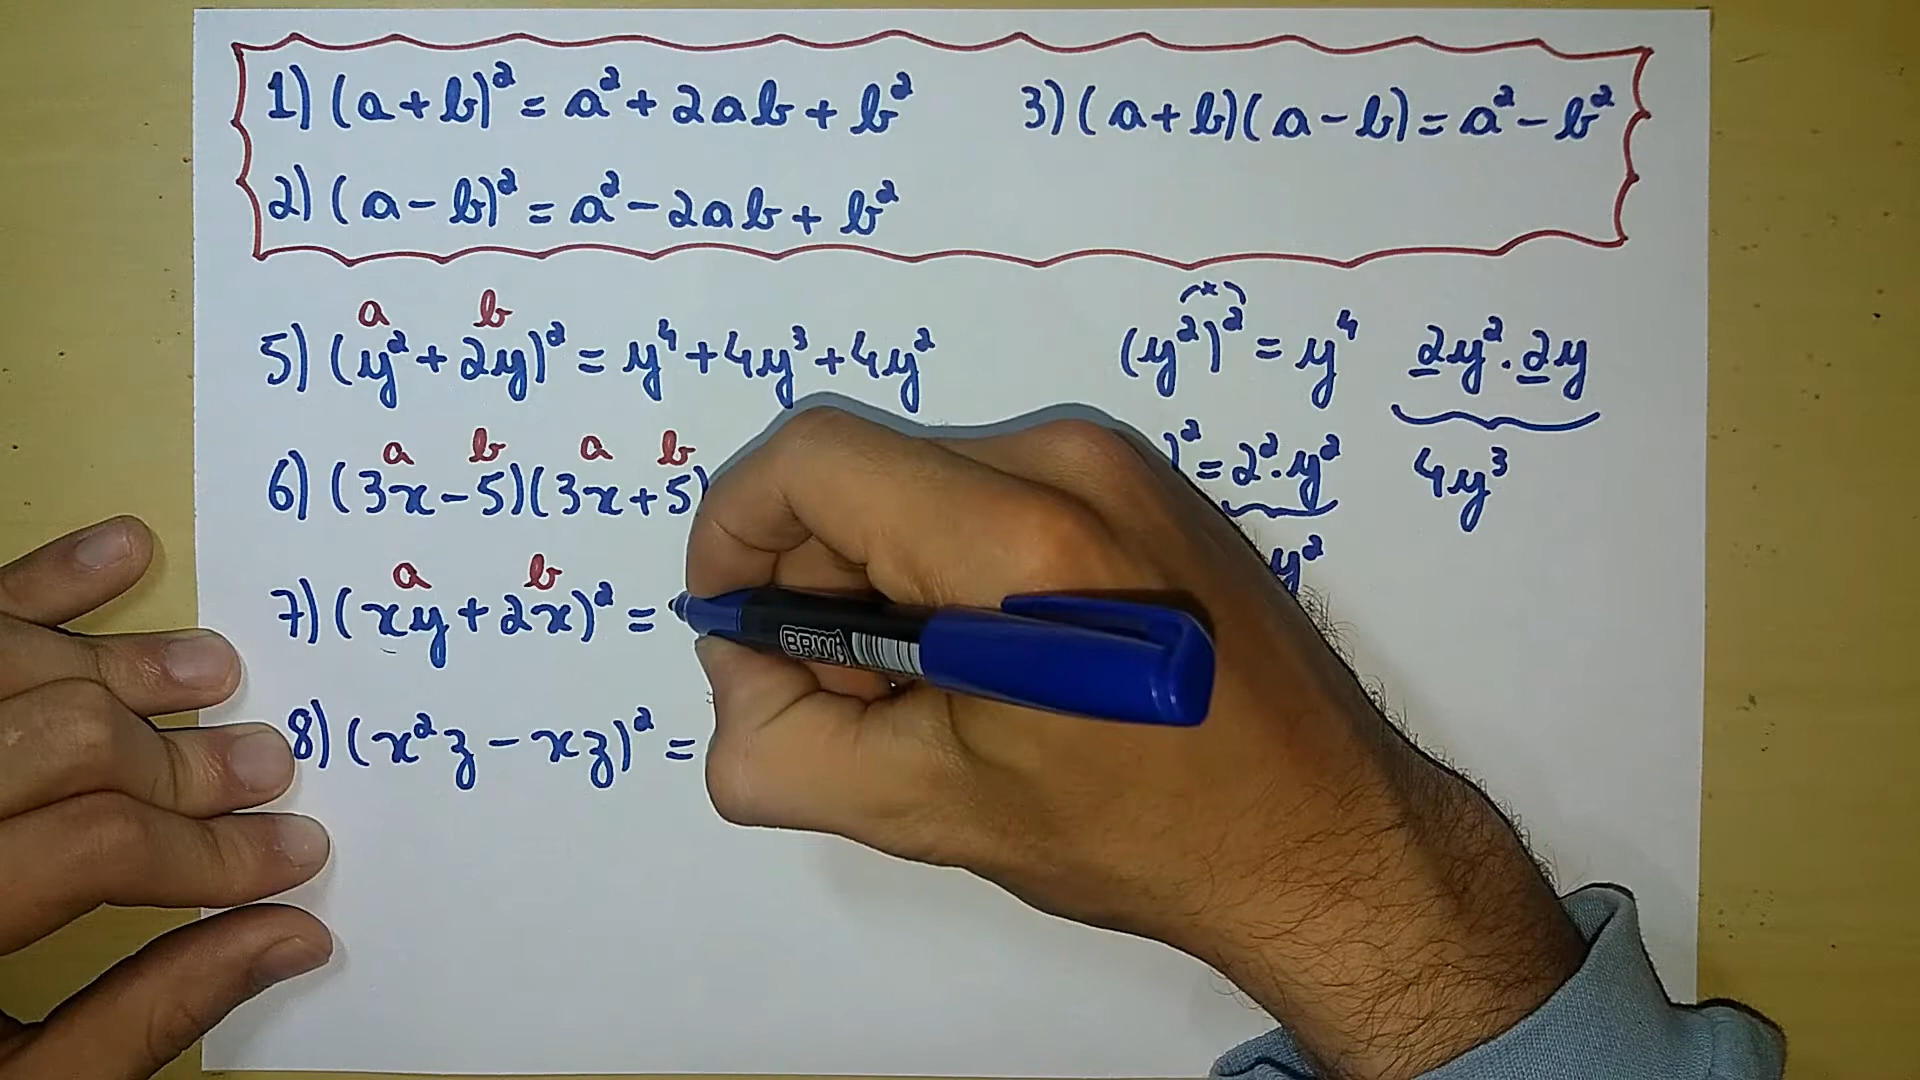 1) (a+b)² = a² + 2ab + b²
3) (a+b)(a-b) = a² - b²
2) (a-b)² = a² - 2ab + b²
a b
5) (y²+2y)² = y⁴+4y³+4y²
(y²)² = y⁴
2y².2y
a b a b
6) (3x-5)(3x+5)
)² = 2².y²
4y³
y²
a b
7) (xy+2x)² =
8) (x²z-xz)² =
BRW